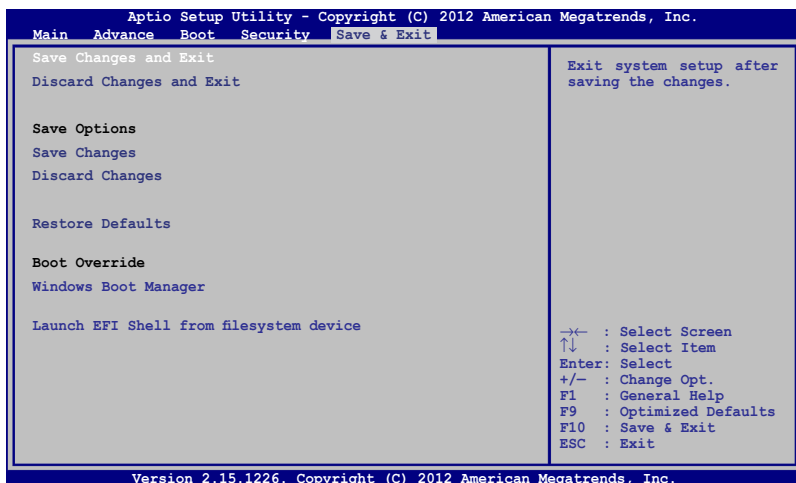 Aptio Setup Utility - Copyright (C) 2012 American Megatrends, Inc.
Main Advance Boot Security Save & Exit
Save Changes and Exit
Discard Changes and Exit
Save Options
Save Changes
Discard Changes
Restore Defaults
Boot Override
Windows Boot Manager
Launch EFI Shell from filesystem device
Exit system setup after
saving the changes.
→← : Select Screen
↑↓ : Select Item
Enter: Select
+/— : Change Opt.
F1 : General Help
F9 : Optimized Defaults
F10 : Save & Exit
ESC : Exit
Version 2.15.1226. Copyright (C) 2012 American Megatrends, Inc.